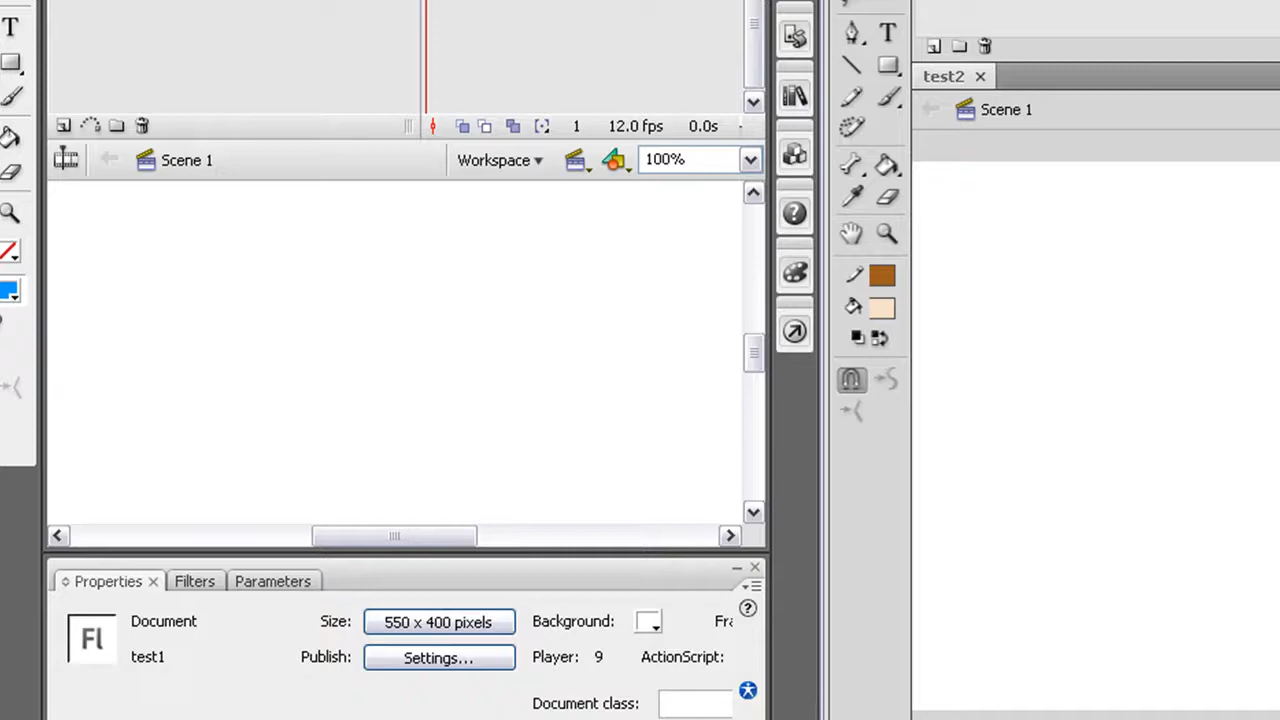 T
T
test2
1 12.0 fps 0.0s
Scene 1
Workspace
100%
Scene 1
Properties Filters Parameters
Fl
Document
test1
Size: 550 x 400 pixels
Publish: Settings...
Background:
Player: 9 ActionScript:
Document class: